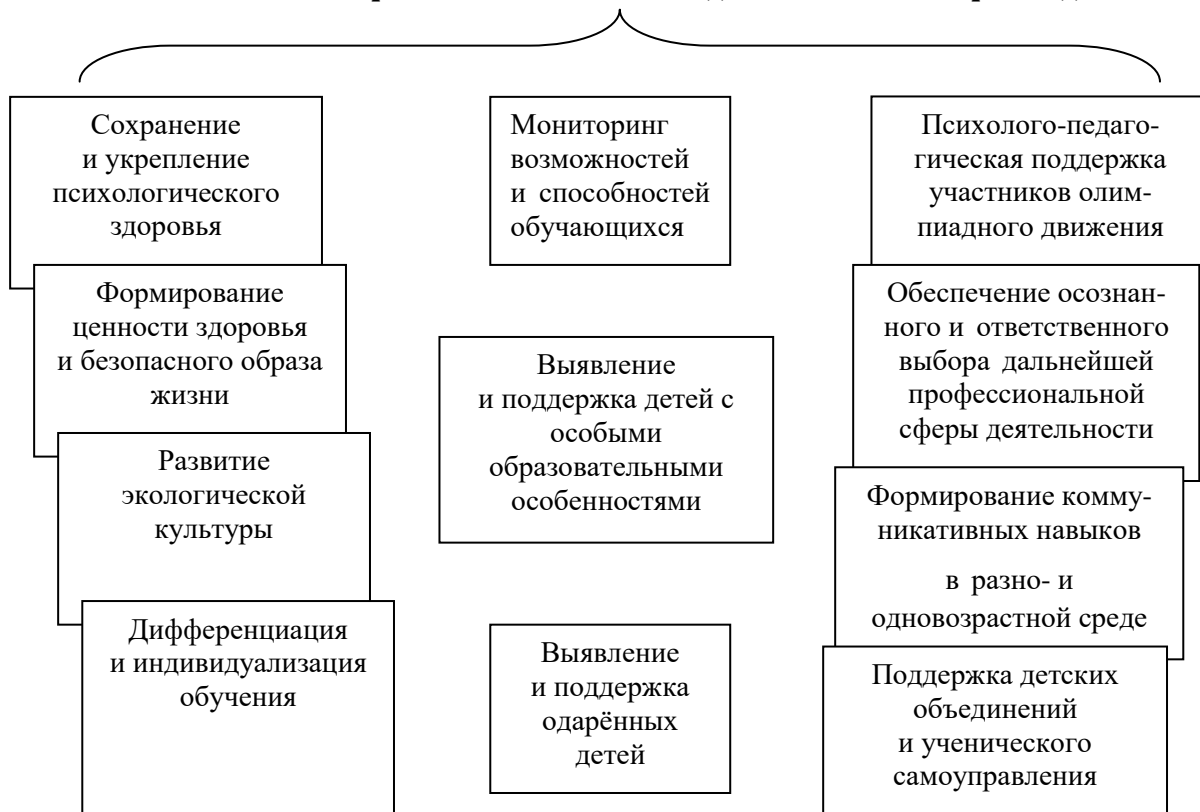 Сохранение
и укрепление
психологического
здоровья
Формирование
ценности здоровья
и безопасного образа
жизни
Развитие
экологической
культуры
Дифференциация
и индивидуализация
обучения
Мониторинг
возможностей
и способностей
обучающихся
Выявление
и поддержка детей с
особыми
образовательными
особенностями
Выявление
и поддержка
одарённых
детей
Психолого-педаго-
гическая поддержка
участников олим-
пиадного движения
Обеспечение осознан-
ного и ответственного
выбора дальнейшей
профессиональной
сферы деятельности
Формирование комму-
никативных навыков
в разно- и
одновозрастной среде
Поддержка детских
объединений
и ученического
самоуправления